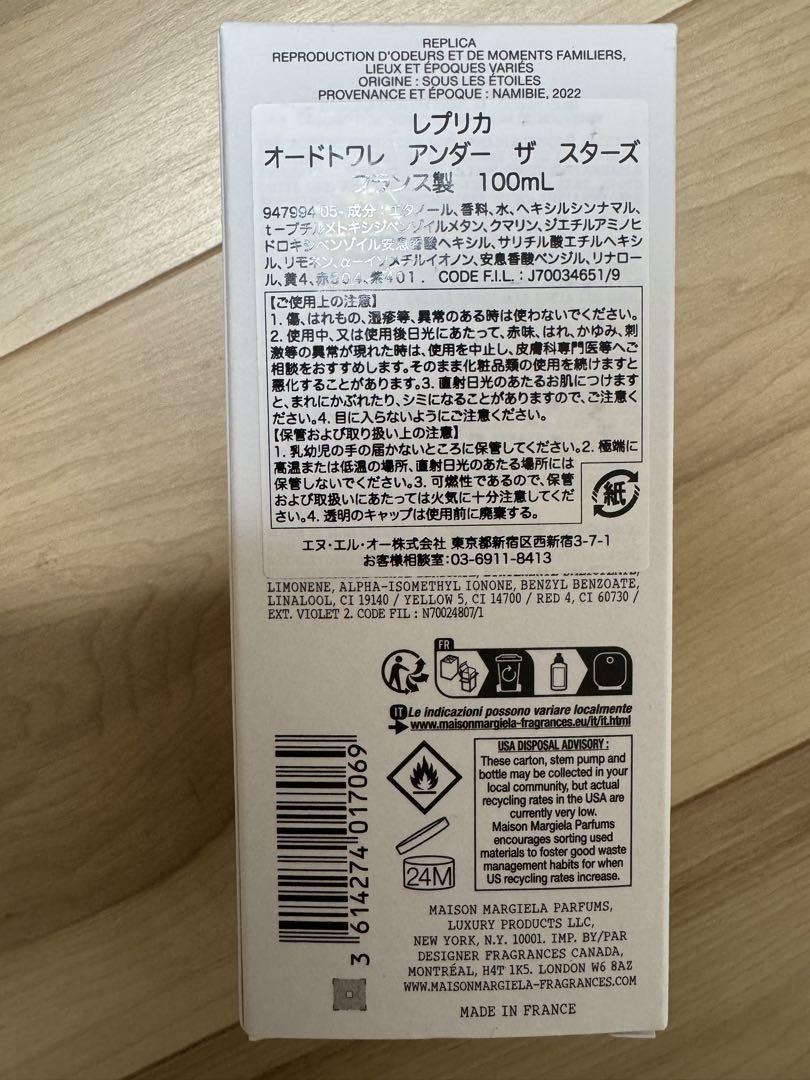 REPLICA
REPRODUCTION D'ODEURS ET DE MOMENTS FAMILIERS,
LIEUX ET ÉPOQUES VARIÉS
ORIGINE : SOUS LES ÉTOILES
PROVENANCE ET ÉPOQUE : NAMIBIE, 2022
レプリカ
オードトワレ アンダー ザ スターズ
フランス製 100mL
947994 05- 成分：エタノール、香料、水、ヘキシルシンナマル、
t-ブチルメトキシジベンゾイルメタン、クマリン、ジエチルアミノヒ
ドロキシベンゾイル安息香酸ヘキシル、サリチル酸エチルヘキシ
ル、リモネン、α-イソメチルイオノン、安息香酸ベンジル、リナロー
ル、黄4、赤504、紫401． CODE F.I.L. : J70034651/9
【ご使用上の注意】
1. 傷、はれもの、湿疹等、異常のある時は使わないでください。
2. 使用中、又は使用後日光にあたって、赤味、はれ、かゆみ、刺
激等の異常が現れた時は、使用を中止し、皮膚科専門医等へご
相談をおすすめします。そのまま化粧品類の使用を続けますと
悪化することがあります。3. 直射日光のあたるお肌につけます
と、まれにかぶれたり、シミになることがありますので、ご注意く
ださい。4. 目に入らないようにご注意ください。
【保管および取り扱い上の注意】
1. 乳幼児の手の届かないところに保管してください。2. 極端に
高温または低温の場所、直射日光のあたる場所には
保管しないでください。3. 可燃性であるので、保管
および取扱いにあたっては火気に十分注意してくだ
さい。4. 透明のキャップは使用前に廃棄する。
紙
エヌ・エル・オー株式会社 東京都新宿区西新宿3-7-1
お客様相談室：03-6911-8413
LIMONENE, ALPHA-ISOMETHYL IONONE, BENZYL BENZOATE,
LINALOOL, CI 19140 / YELLOW 5, CI 14700 / RED 4, CI 60730 /
EXT. VIOLET 2. CODE FIL : N70024807/1
FR
IT Le indicazioni possono variare localmente
www.maisonmargiela-fragrances.eu/it/it.html
USA DISPOSAL ADVISORY :
These carton, stem pump and
bottle may be collected in your
local community, but actual
recycling rates in the USA are
currently very low.
Maison Margiela Parfums
encourages sorting used
materials to foster good waste
management habits for when
US recycling rates increase.
24M
3 614274 017069
MAISON MARGIELA PARFUMS,
LUXURY PRODUCTS LLC,
NEW YORK, N.Y. 10001. IMP. BY/PAR
DESIGNER FRAGRANCES CANADA,
MONTRÉAL, H4T 1K5. LONDON W6 8AZ
WWW.MAISONMARGIELA-FRAGRANCES.COM
MADE IN FRANCE